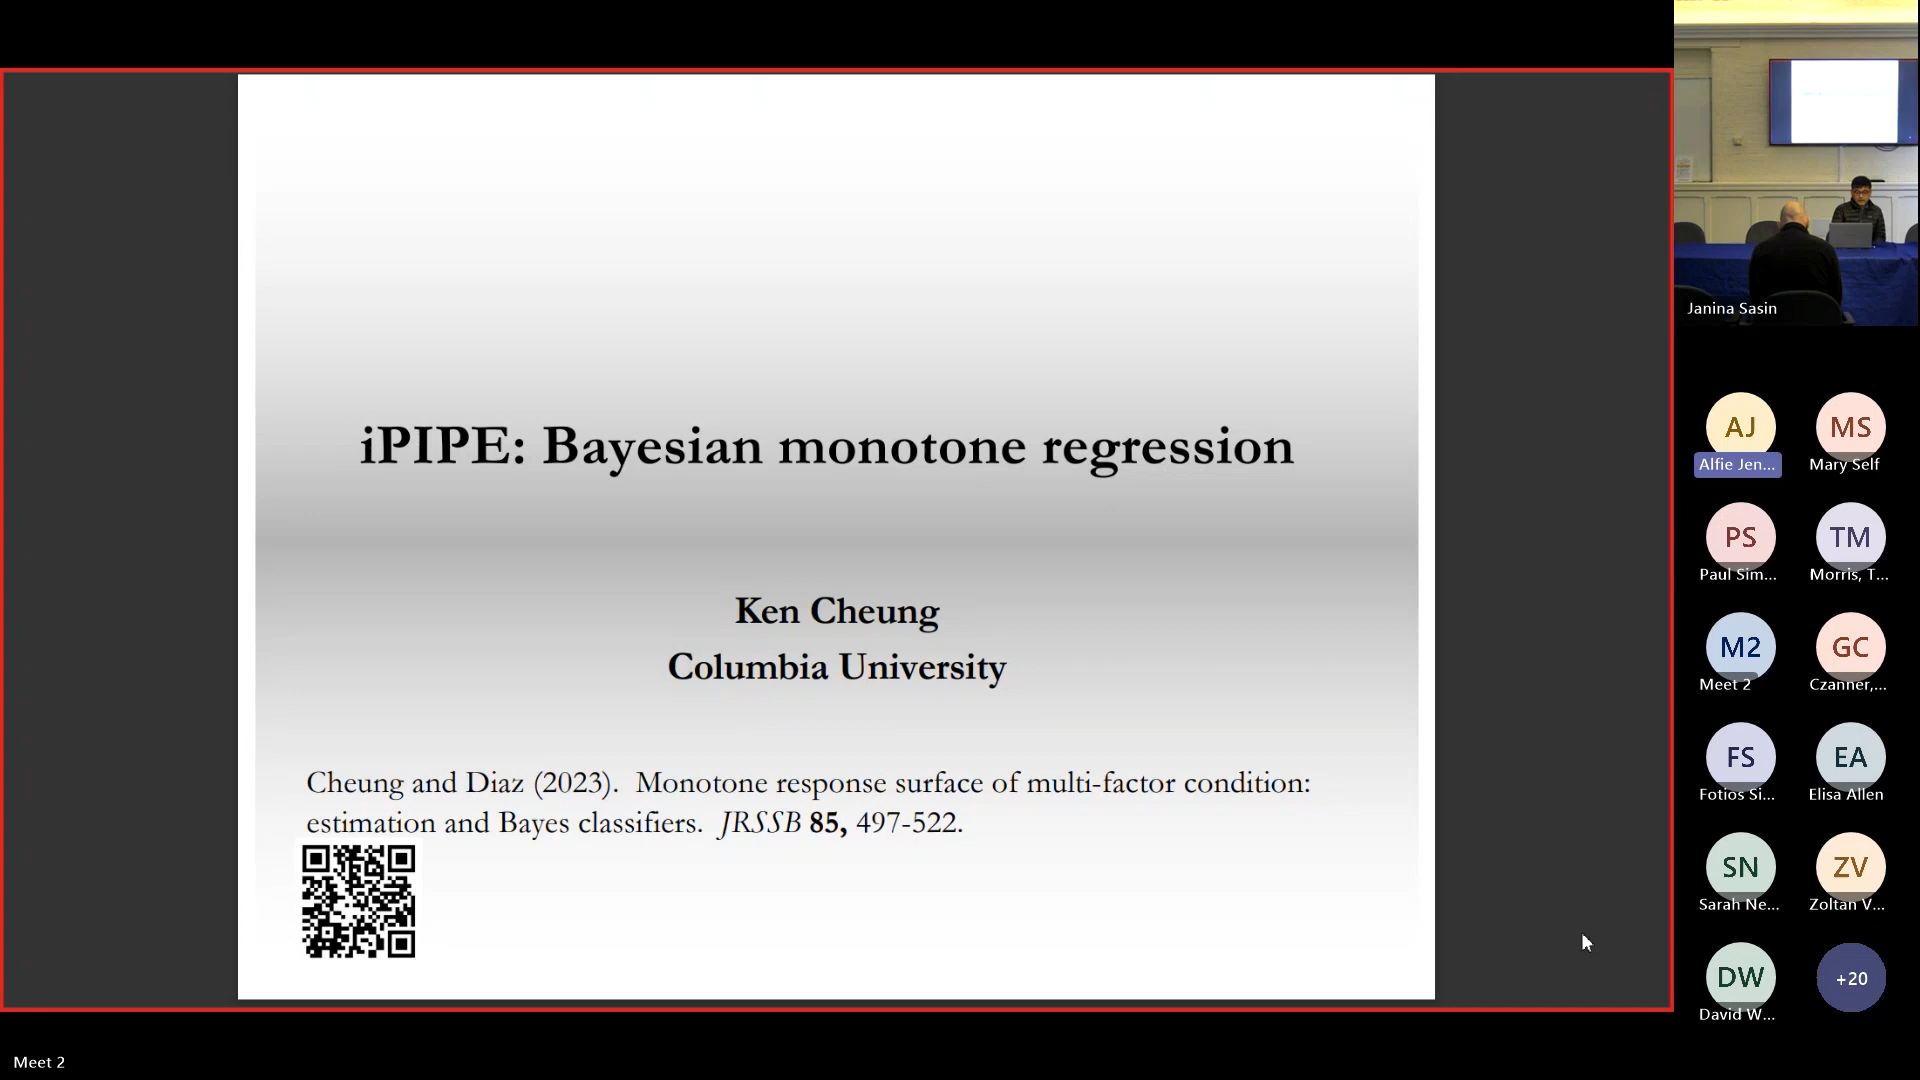 iPIPE: Bayesian monotone regression
Ken Cheung
Columbia University
Cheung and Diaz (2023). Monotone response surface of multi-factor condition:
estimation and Bayes classifiers. JRSSB 85, 497-522.
Janina Sasin
AJ
Alfie Jen...
MS
Mary Self
PS
Paul Sim...
TM
Morris, T...
M2
Meet 2
GC
Czanner,...
FS
Fotios Si...
EA
Elisa Allen
SN
Sarah Ne...
ZV
Zoltan V...
DW
David W...
+20
Meet 2